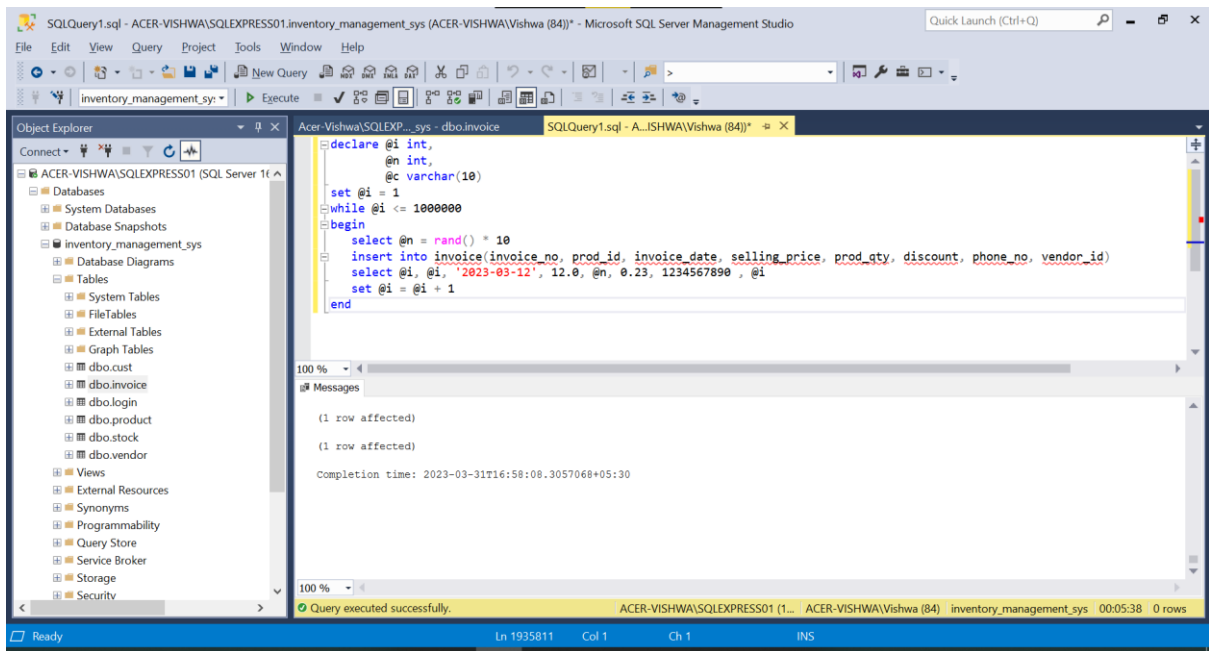 SQLQuery1.sql - ACER-VISHWA\SQLEXPRESS01.inventory_management_sys (ACER-VISHWA\Vishwa (84))* - Microsoft SQL Server Management Studio
Quick Launch (Ctrl+Q)
File Edit View Query Project Tools Window Help
New Query
inventory_management_sy:
Execute
Object Explorer
Connect
ACER-VISHWA\SQLEXPRESS01 (SQL Server 16
Databases
System Databases
Database Snapshots
inventory_management_sys
Database Diagrams
Tables
System Tables
FileTables
External Tables
Graph Tables
dbo.cust
dbo.invoice
dbo.login
dbo.product
dbo.stock
dbo.vendor
Views
External Resources
Synonyms
Programmability
Query Store
Service Broker
Storage
Security
Acer-Vishwa\SQLEXP..._sys - dbo.invoice
SQLQuery1.sql - A...ISHWA\Vishwa (84))*
declare @i int,
@n int,
@c varchar(10)
set @i = 1
while @i <= 1000000
begin
select @n = rand() * 10
insert into invoice(invoice_no, prod_id, invoice_date, selling_price, prod_qty, discount, phone_no, vendor_id)
select @i, @i, '2023-03-12', 12.0, @n, 0.23, 1234567890 , @i
set @i = @i + 1
end
100 %
Messages
(1 row affected)
(1 row affected)
Completion time: 2023-03-31T16:58:08.3057068+05:30
100 %
Query executed successfully.
ACER-VISHWA\SQLEXPRESS01 (1... ACER-VISHWA\Vishwa (84) inventory_management_sys 00:05:38 0 rows
Ready
Ln 1935811 Col 1 Ch 1 INS